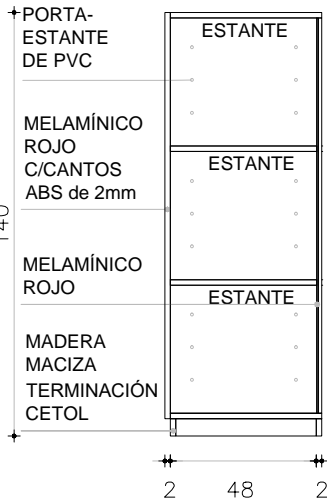 PORTA-
ESTANTE
DE PVC
ESTANTE
MELAMÍNICO
ROJO
C/CANTOS
ABS de 2mm
ESTANTE
140
MELAMÍNICO
ROJO
ESTANTE
MADERA
MACIZA
TERMINACIÓN
CETOL
2 48 2